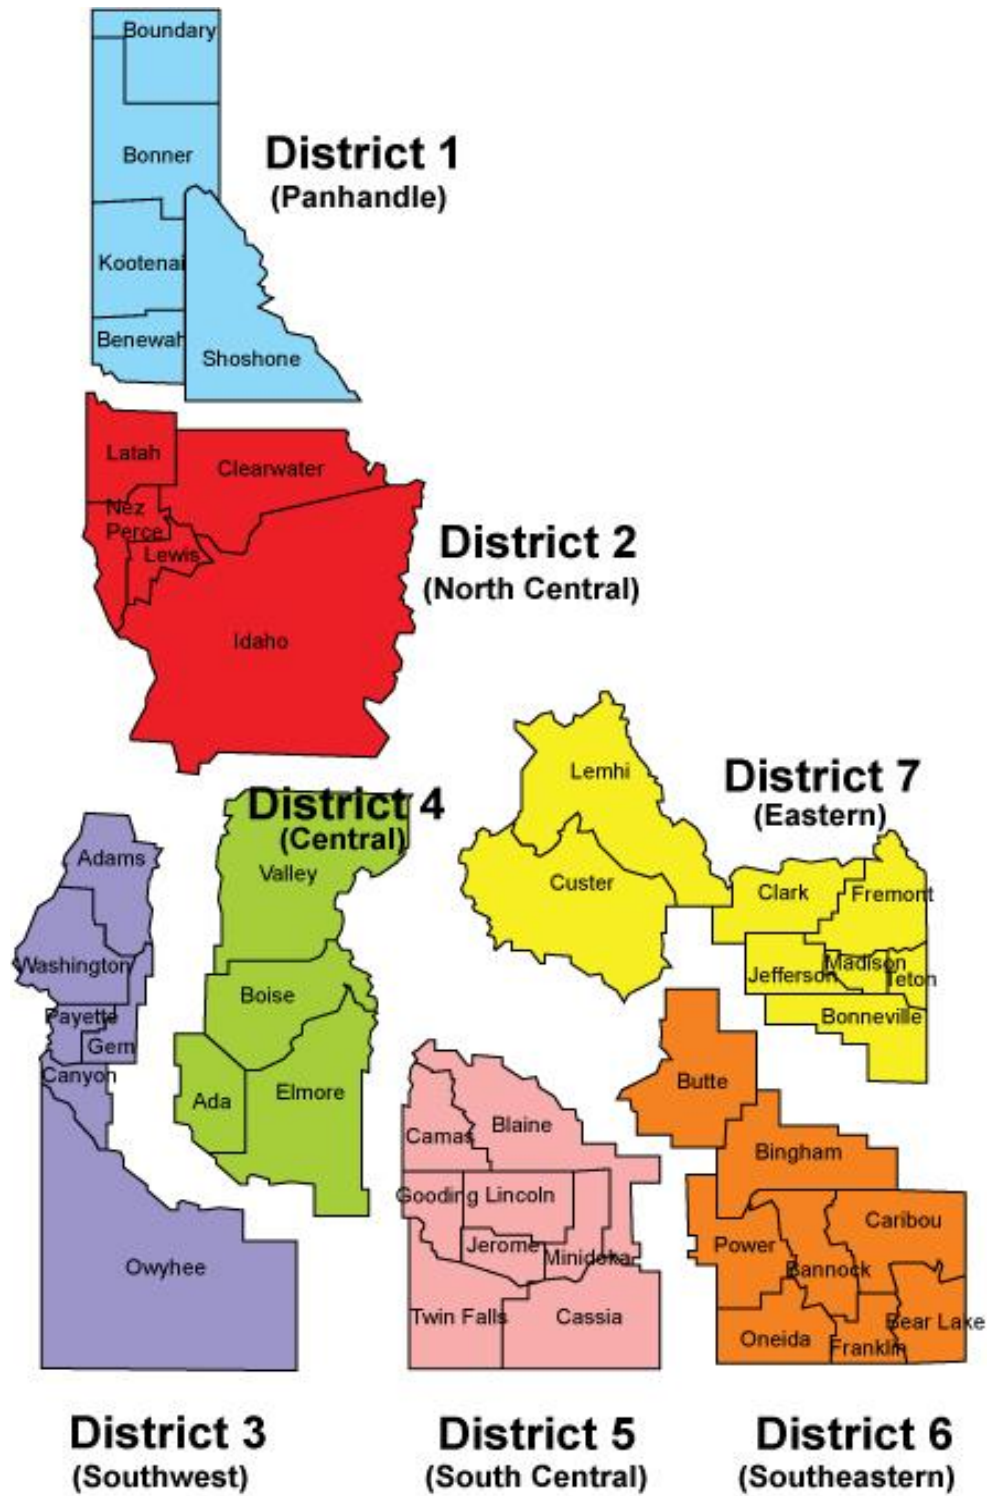 Boundary
Bonner
District 1
(Panhandle)
Kootenai
Benewah
Shoshone
Latah
Clearwater
Nez
Perce
Lewis
District 2
(North Central)
Idaho
Lemhi
District 7
(Eastern)
District 4
(Central)
Adams
Valley
Custer
Clark
Fremont
Washington
Boise
Madison
Jefferson
Teton
Payette
Bonneville
Gem
Canyon
Butte
Ada
Elmore
Camas
Blaine
Bingham
Gooding
Lincoln
Caribou
Jerome
Minidoka
Power
Bannock
Owyhee
Twin Falls
Cassia
Oneida
Franklin
Bear Lake
District 3
(Southwest)
District 5
(South Central)
District 6
(Southeastern)